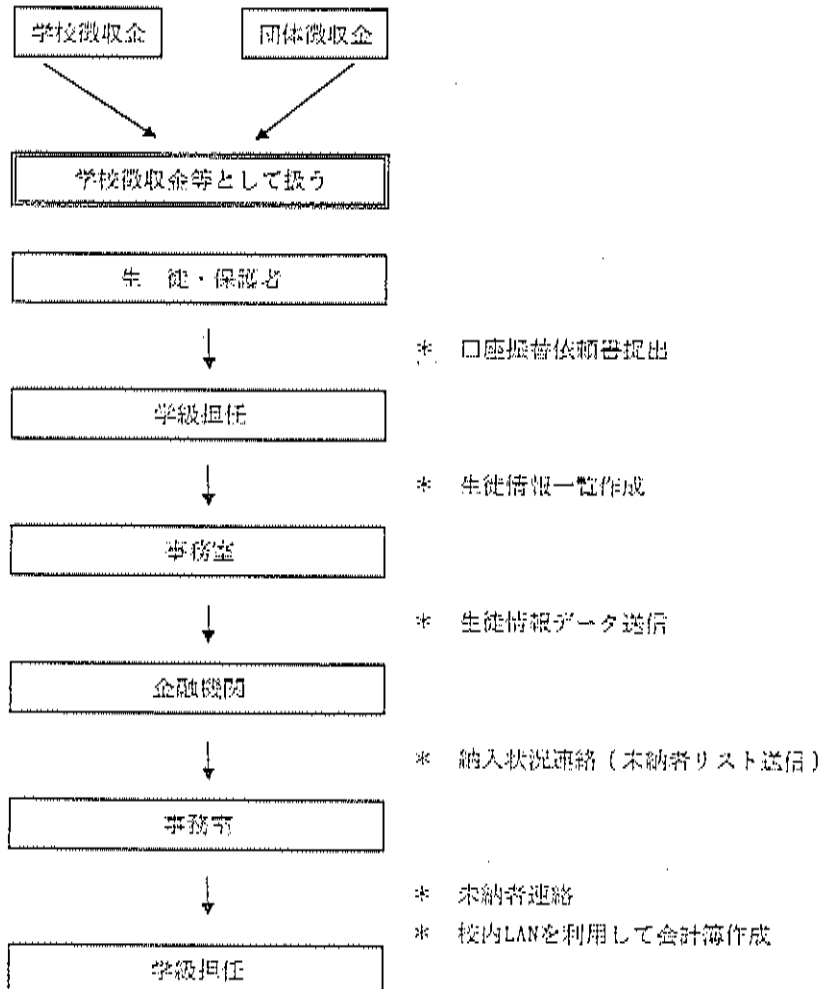 学校徴収金
団体徴収金
学校徴収金等として扱う
生 徒・保護者
* 口座振替依頼書提出
学級担任
* 生徒情報一覧作成
事務室
* 生徒情報データ送信
金融機関
* 納入状況連絡（未納者リスト送信）
事務室
* 未納者連絡
* 校内LANを利用して会計簿作成
学級担任